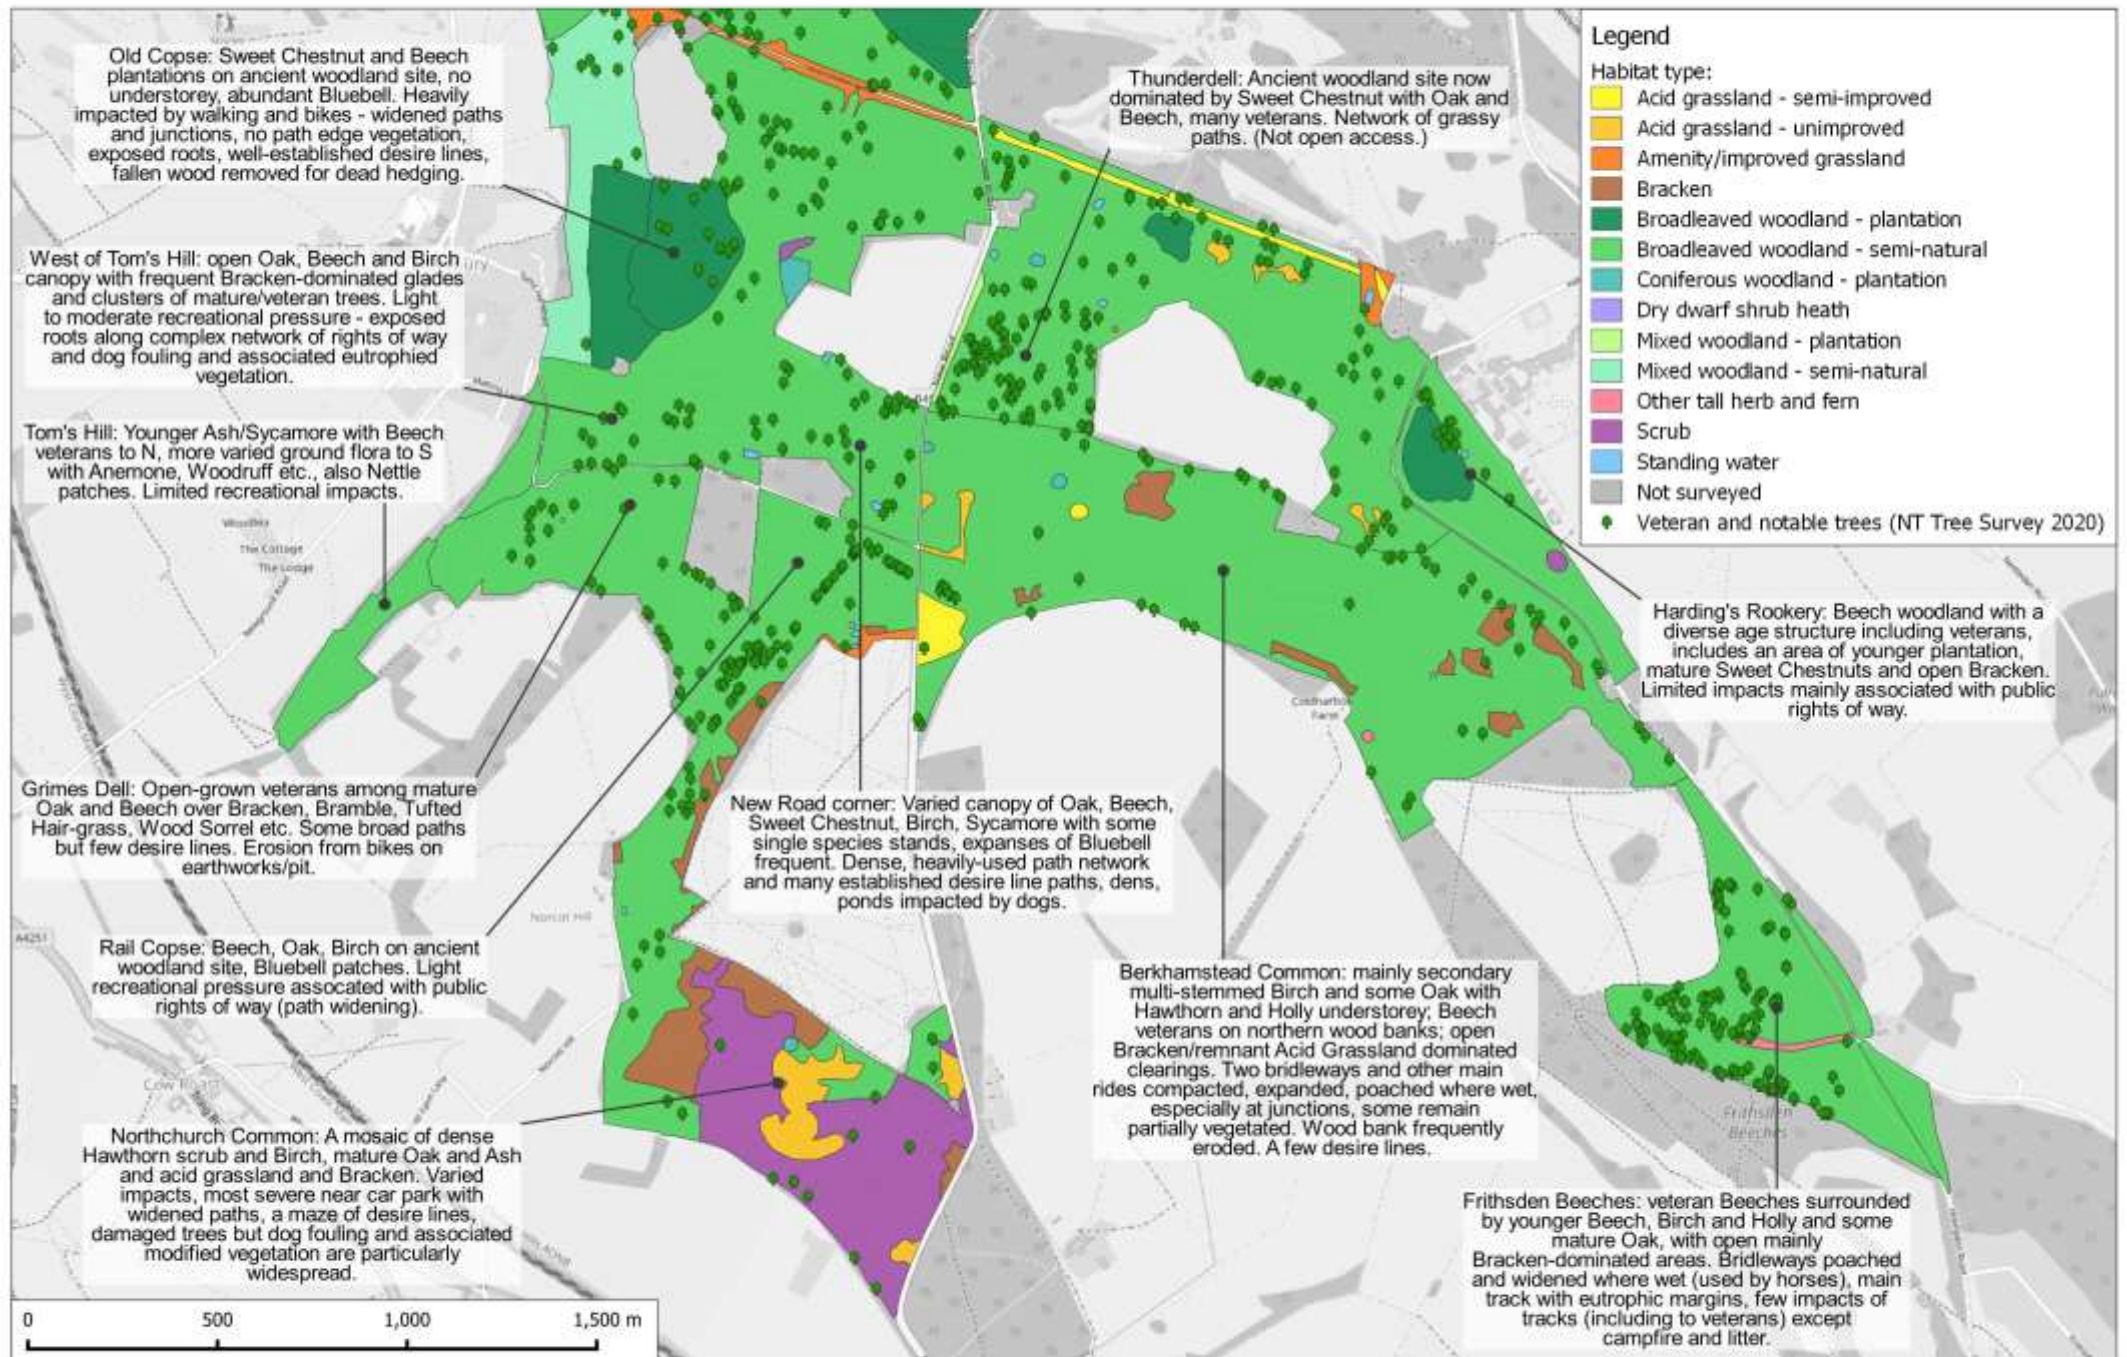 Old Copse: Sweet Chestnut and Beech
plantations on ancient woodland site, no
understorey, abundant Bluebell. Heavily
impacted by walking and bikes - widened paths
and junctions, no path edge vegetation,
exposed roots, well-established desire lines,
fallen wood removed for dead hedging.
Thunderdell: Ancient woodland site now
dominated by Sweet Chestnut with Oak and
Beech, many veterans. Network of grassy
paths. (Not open access.)
Legend
Habitat type:
Acid grassland - semi-improved
Acid grassland - unimproved
Amenity/improved grassland
Bracken
Broadleaved woodland - plantation
Broadleaved woodland - semi-natural
Coniferous woodland - plantation
Dry dwarf shrub heath
Mixed woodland - plantation
Mixed woodland - semi-natural
Other tall herb and fern
Scrub
Standing water
Not surveyed
Veteran and notable trees (NT Tree Survey 2020)
West of Tom's Hill: open Oak, Beech and Birch
canopy with frequent Bracken-dominated glades
and clusters of mature/veteran trees. Light
to moderate recreational pressure - exposed
roots along complex network of rights of way
and dog fouling and associated eutrophied
vegetation.
Tom's Hill: Younger Ash/Sycamore with Beech
veterans to N, more varied ground flora to S
with Anemone, Woodruff etc., also Nettle
patches. Limited recreational impacts.
The Cottage
The Lodge
Harding's Rookery: Beech woodland with a
diverse age structure including veterans,
includes an area of younger plantation,
mature Sweet Chestnuts and open Bracken.
Limited impacts mainly associated with public
rights of way.
Coldharbour
Farm
Grimes Dell: Open-grown veterans among mature
Oak and Beech over Bracken, Bramble, Tufted
Hair-grass, Wood Sorrel etc. Some broad paths
but few desire lines. Erosion from bikes on
earthworks/pit.
New Road corner: Varied canopy of Oak, Beech,
Sweet Chestnut, Birch, Sycamore with some
single species stands, expanses of Bluebell
frequent. Dense, heavily-used path network
and many established desire line paths, dens,
ponds impacted by dogs.
Norcot Hill
A4251
Rail Copse: Beech, Oak, Birch on ancient
woodland site, Bluebell patches. Light
recreational pressure assocated with public
rights of way (path widening).
Berkhamstead Common: mainly secondary
multi-stemmed Birch and some Oak with
Hawthorn and Holly understorey; Beech
veterans on northern wood banks; open
Bracken/remnant Acid Grassland dominated
clearings. Two bridleways and other main
rides compacted, expanded, poached where wet,
especially at junctions, some remain
partially vegetated. Wood bank frequently
eroded. A few desire lines.
Cow Roast
Norcott Hill
Frithsden
Beeches
Northchurch Common: A mosaic of dense
Hawthorn scrub and Birch, mature Oak and Ash
and acid grassland and Bracken. Varied
impacts, most severe near car park with
widened paths, a maze of desire lines,
damaged trees but dog fouling and associated
modified vegetation are particularly
widespread.
Frithsden Beeches: veteran Beeches surrounded
by younger Beech, Birch and Holly and some
mature Oak, with open mainly
Bracken-dominated areas. Bridleways poached
and widened where wet (used by horses), main
track with eutrophic margins, few impacts of
tracks (including to veterans) except
campfire and litter.
0 500 1,000 1,500 m